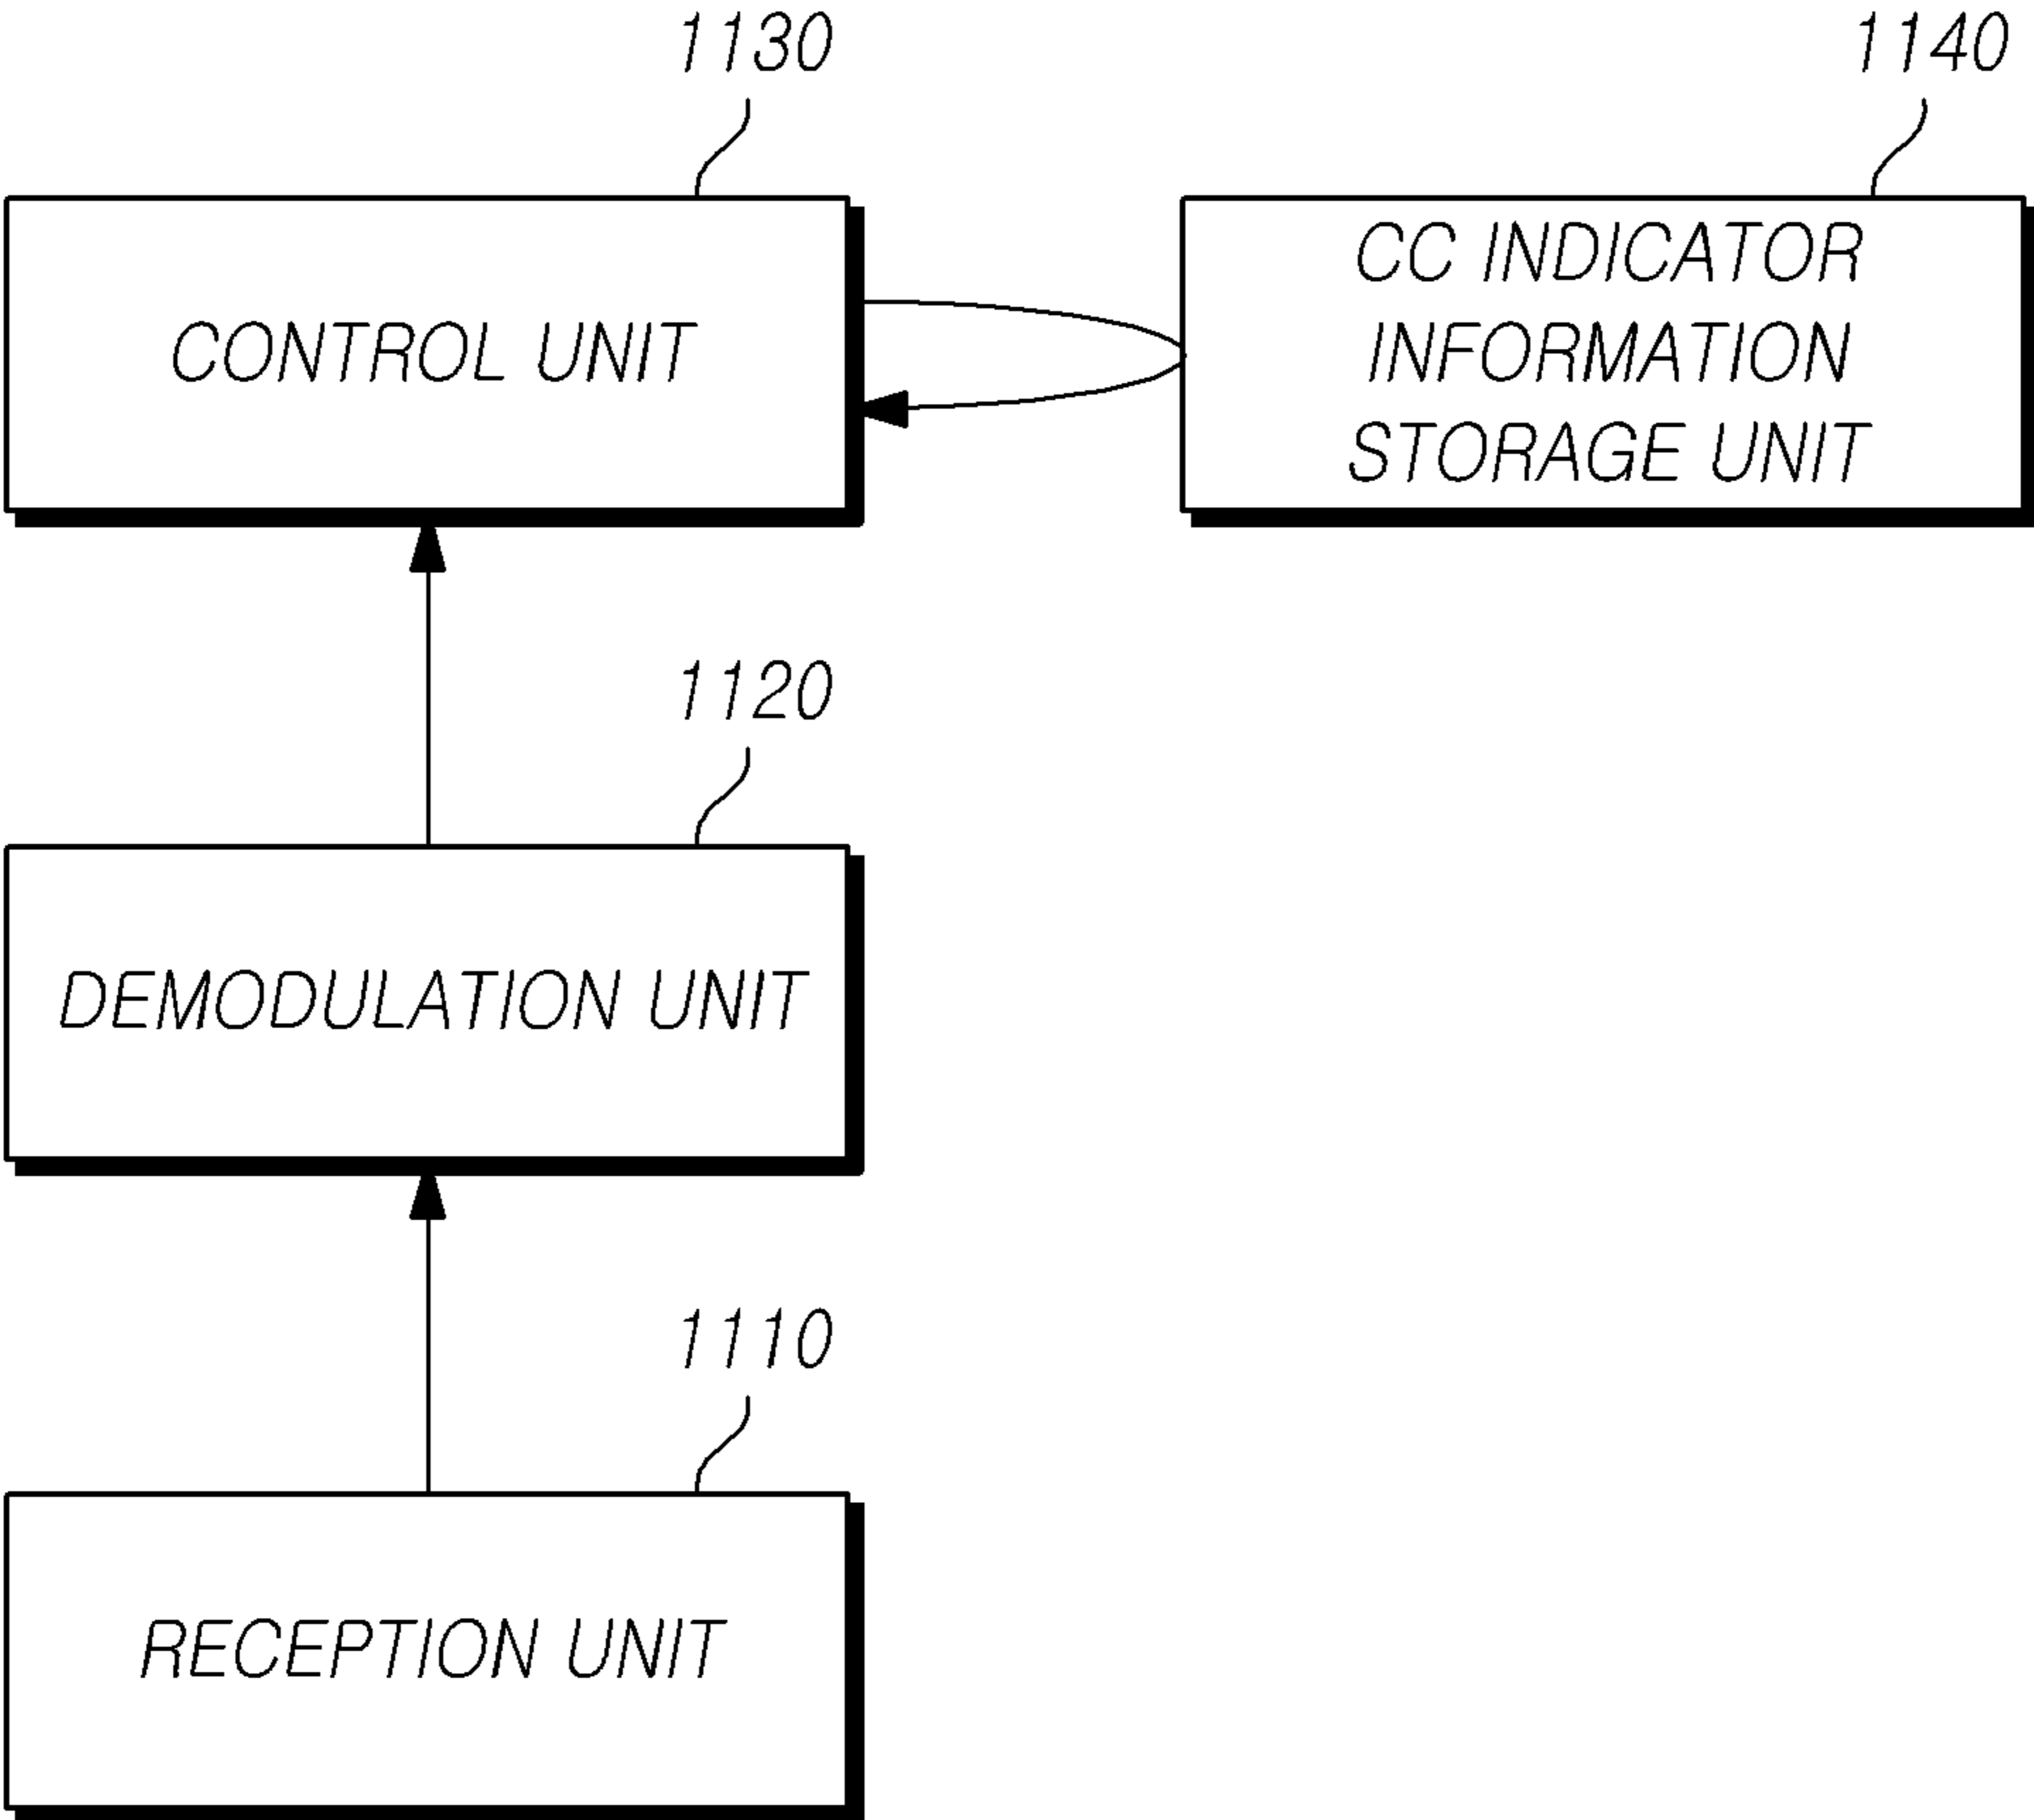 1130
1140
CONTROL UNIT
CC INDICATOR
INFORMATION
STORAGE UNIT
1120
DEMODULATION UNIT
1110
RECEPTION UNIT